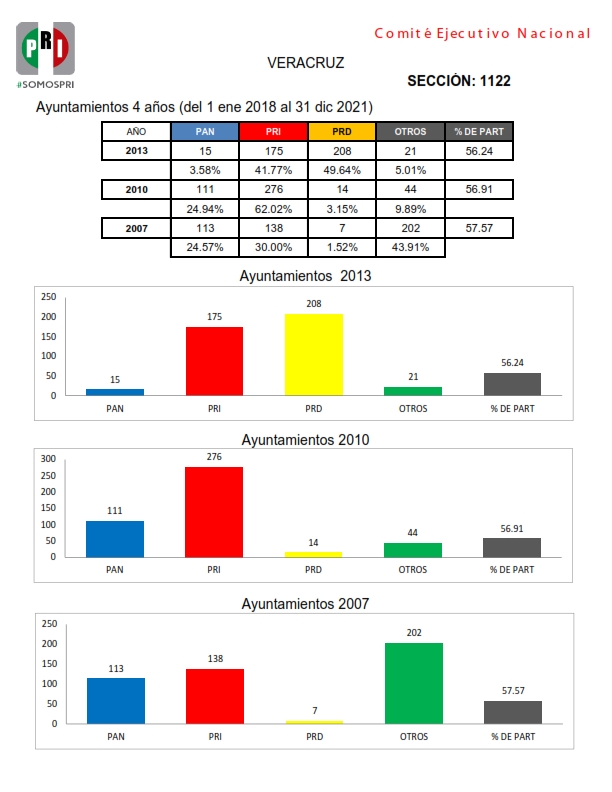 PRI
#SOMOSPRI
Comité Ejecutivo Nacional
VERACRUZ
SECCIÓN: 1122
Ayuntamientos 4 años (del 1 ene 2018 al 31 dic 2021)
AÑO PAN PRI PRD OTROS % DE PART
2013 15 175 208 21 56.24
3.58% 41.77% 49.64% 5.01%
2010 111 276 14 44 56.91
24.94% 62.02% 3.15% 9.89%
2007 113 138 7 202 57.57
24.57% 30.00% 1.52% 43.91%
Ayuntamientos 2013
250
200
150
100
50
0
15 175 208 21 56.24
PAN PRI PRD OTROS % DE PART
Ayuntamientos 2010
300
250
200
150
100
50
0
111 276 14 44 56.91
PAN PRI PRD OTROS % DE PART
Ayuntamientos 2007
250
200
150
100
50
0
113 138 7 202 57.57
PAN PRI PRD OTROS % DE PART